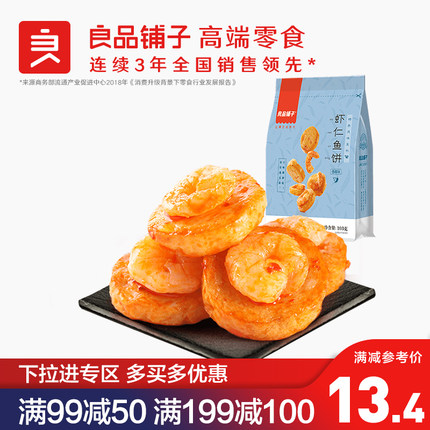 良品铺子 高端零食
连续3年全国销售领先*
*来源商务部流通产业促进中心2018年《消费升级背景下零食行业发展报告》
良品铺子
虾仁鱼饼
下拉进专区 多买多优惠
满99减50 满199减100
满减参考价
13.4